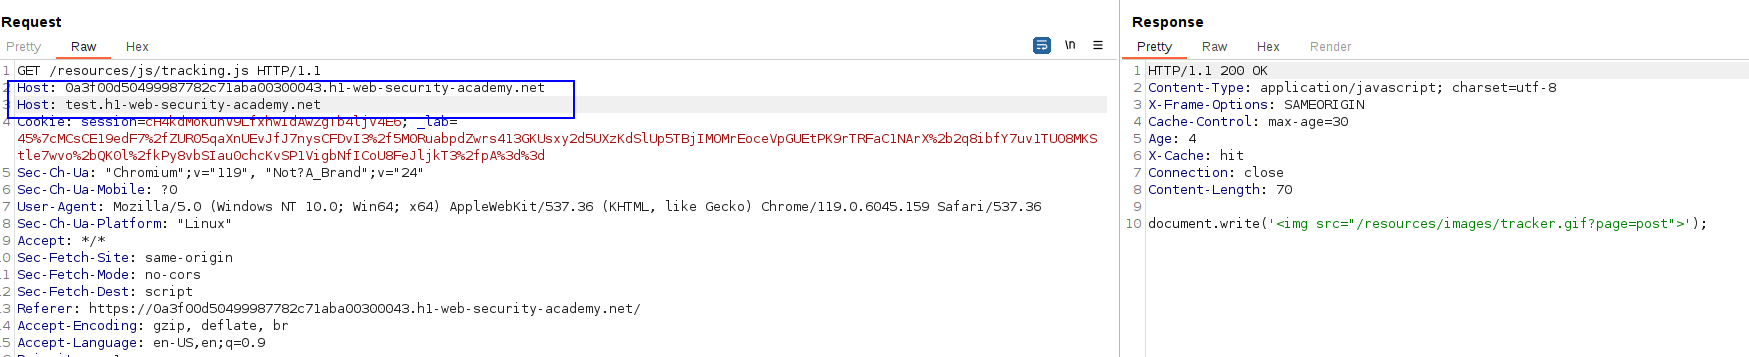 Request
Pretty Raw Hex
\n
1 GET /resources/js/tracking.js HTTP/1.1
2 Host: 0a3f00d50499987782c71aba00300043.h1-web-security-academy.net
3 Host: test.h1-web-security-academy.net
4 Cookie: _lab=
45%7cMCsCE19edF7%2fZUR05qaXnUEvJfJ7nysCFDvI3%2f5M0RuabpdZwrs413GKUsxy2d5UXzKdSlUp5TBjIMOMrEoceVpGUEtPK9rTRFaC1NArX%2b2q8ibfY7uv1TUO8MKS
tle7wvo%2bQK0l%2fkPy8vbSIauOchcKvSP1VigbNfICoU8FeJljkT3%2fpA%3d%3d
5 Sec-Ch-Ua: "Chromium";v="119", "Not?A_Brand";v="24"
6 Sec-Ch-Ua-Mobile: ?0
7 User-Agent: Mozilla/5.0 (Windows NT 10.0; Win64; x64) AppleWebKit/537.36 (KHTML, like Gecko) Chrome/119.0.6045.159 Safari/537.36
8 Sec-Ch-Ua-Platform: "Linux"
9 Accept: */*
0 Sec-Fetch-Site: same-origin
1 Sec-Fetch-Mode: no-cors
2 Sec-Fetch-Dest: script
3 Referer: https://0a3f00d50499987782c71aba00300043.h1-web-security-academy.net/
4 Accept-Encoding: gzip, deflate, br
5 Accept-Language: en-US,en;q=0.9
Response
Pretty Raw Hex Render
1 HTTP/1.1 200 OK
2 Content-Type: application/javascript; charset=utf-8
3 X-Frame-Options: SAMEORIGIN
4 Cache-Control: max-age=30
5 Age: 4
6 X-Cache: hit
7 Connection: close
8 Content-Length: 70
9
10 document.write('<img src="/resources/images/tracker.gif?page=post">');